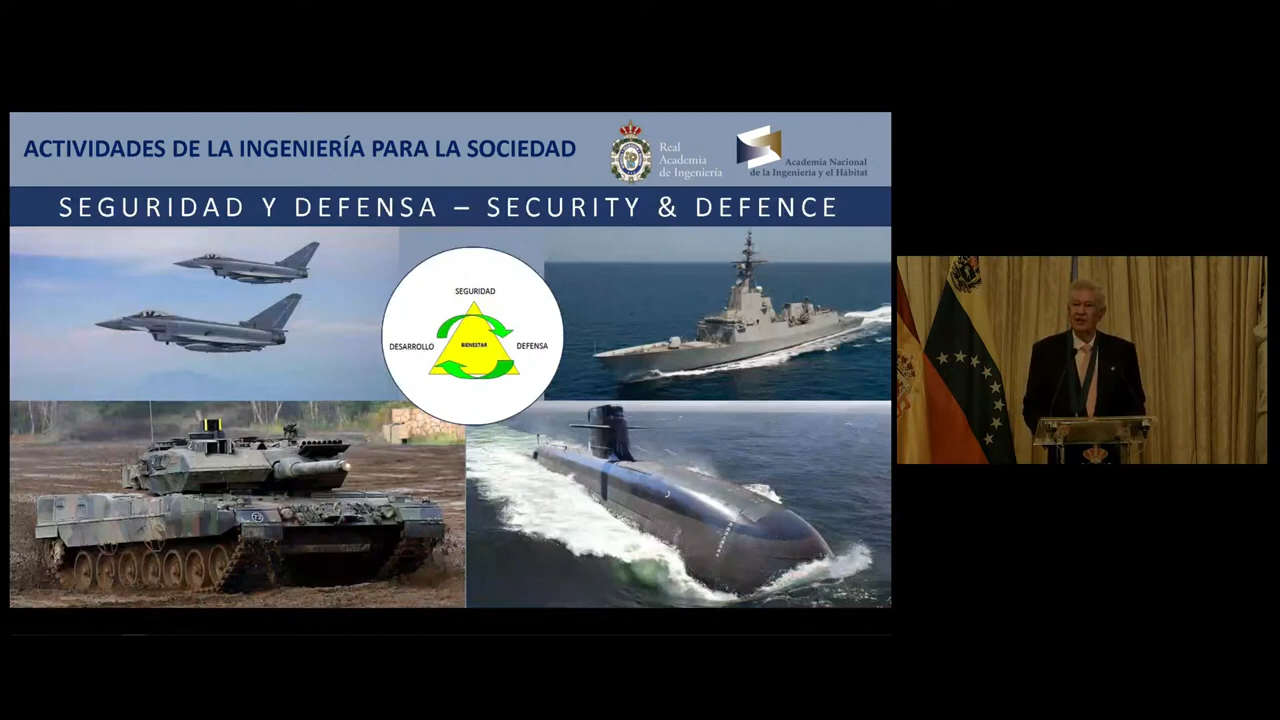 ACTIVIDADES DE LA INGENIERÍA PARA LA SOCIEDAD
Real
Academia
de Ingeniería
Academia Nacional
de la Ingeniería y el Hábitat
SEGURIDAD Y DEFENSA – SECURITY & DEFENCE
SEGURIDAD
DESARROLLO
BIENESTAR
DEFENSA